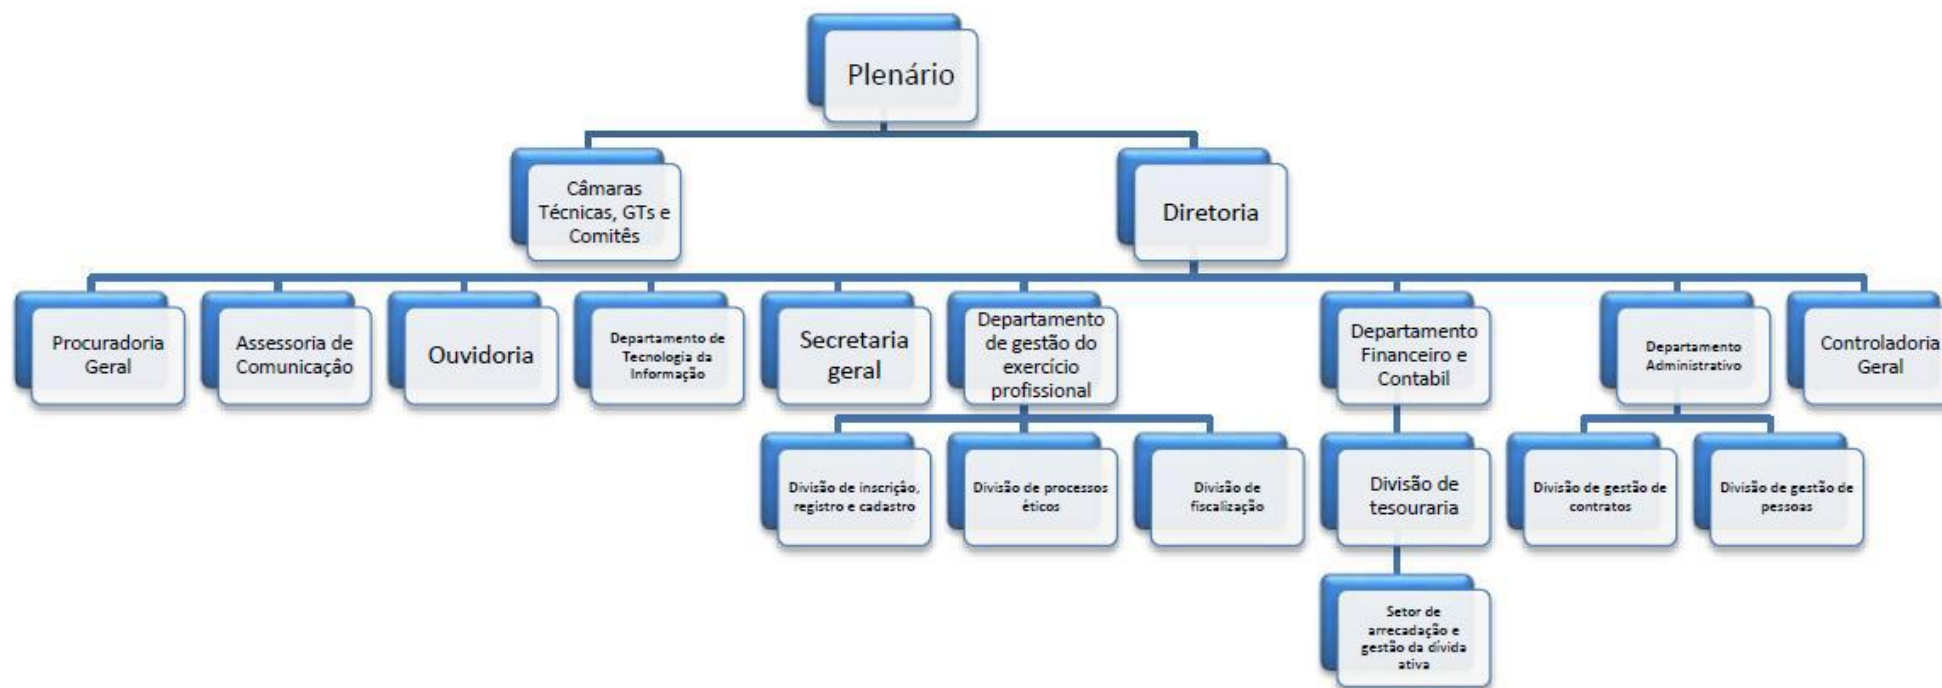 Plenário
Câmaras
Técnicas, GTs e
Comitês
Diretoria
Procuradoria
Geral
Assessoria de
Comunicação
Ouvidoria
Departamento de
Tecnologia da
Informação
Secretaria
geral
Departamento
de gestão do
exercício
profissional
Departamento
Financeiro e
Contabil
Departamento
Administrativo
Controladoria
Geral
Divisão de inscrição,
registro e cadastro
Divisão de processos
éticos
Divisão de
fiscalização
Divisão de
tesouraria
Divisão de gestão de
contratos
Divisão de gestão de
pessoas
Setor de
arrecadação e
gestão da dívida
ativa